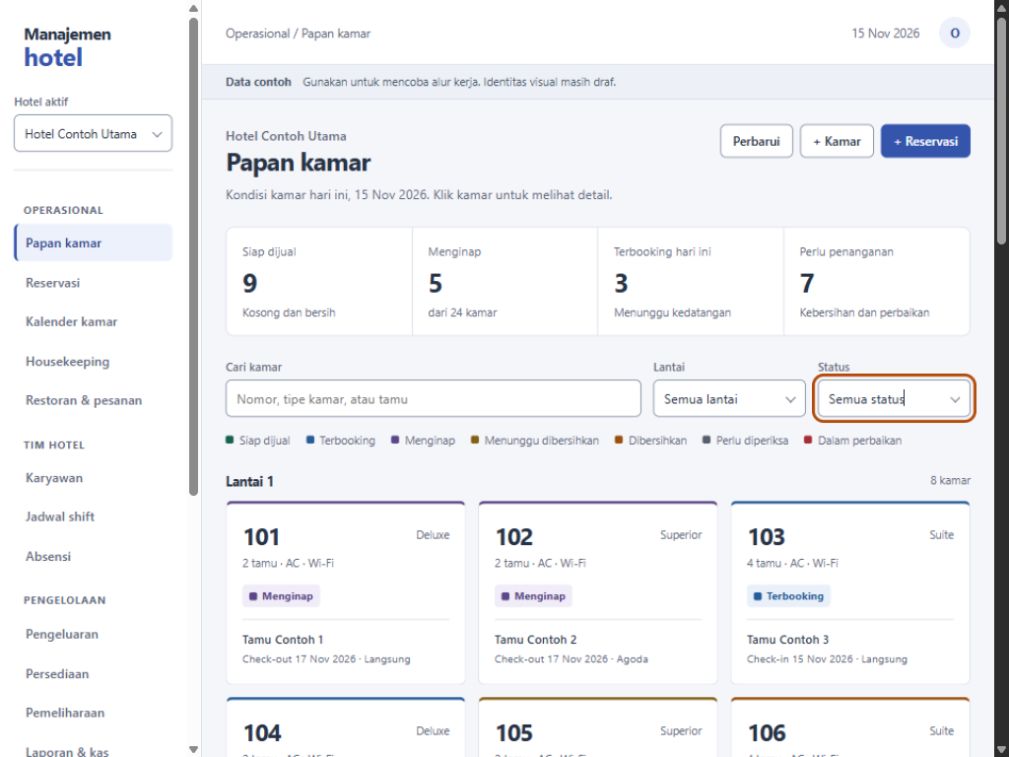 Manajemen
hotel
Hotel aktif
Hotel Contoh Utama
OPERASIONAL
Papan kamar
Reservasi
Kalender kamar
Housekeeping
Restoran & pesanan
TIM HOTEL
Karyawan
Jadwal shift
Absensi
PENGELOLAAN
Pengeluaran
Persediaan
Pemeliharaan
Laporan & kas
Operasional / Papan kamar
15 Nov 2026
O
Data contoh Gunakan untuk mencoba alur kerja. Identitas visual masih draf.
Hotel Contoh Utama
Papan kamar
Kondisi kamar hari ini, 15 Nov 2026. Klik kamar untuk melihat detail.
Perbarui
+ Kamar
+ Reservasi
Siap dijual
9
Kosong dan bersih
Menginap
5
dari 24 kamar
Terbooking hari ini
3
Menunggu kedatangan
Perlu penanganan
7
Kebersihan dan perbaikan
Cari kamar
Nomor, tipe kamar, atau tamu
Lantai
Semua lantai
Status
Semua status
Siap dijual Terbooking Menginap Menunggu dibersihkan Dibersihkan Perlu diperiksa Dalam perbaikan
Lantai 1
8 kamar
101 Deluxe
2 tamu · AC · Wi-Fi
Menginap
Tamu Contoh 1
Check-out 17 Nov 2026 · Langsung
102 Superior
2 tamu · AC · Wi-Fi
Menginap
Tamu Contoh 2
Check-out 17 Nov 2026 · Agoda
103 Suite
4 tamu · AC · Wi-Fi
Terbooking
Tamu Contoh 3
Check-in 15 Nov 2026 · Langsung
104 Deluxe
105 Superior
106 Suite